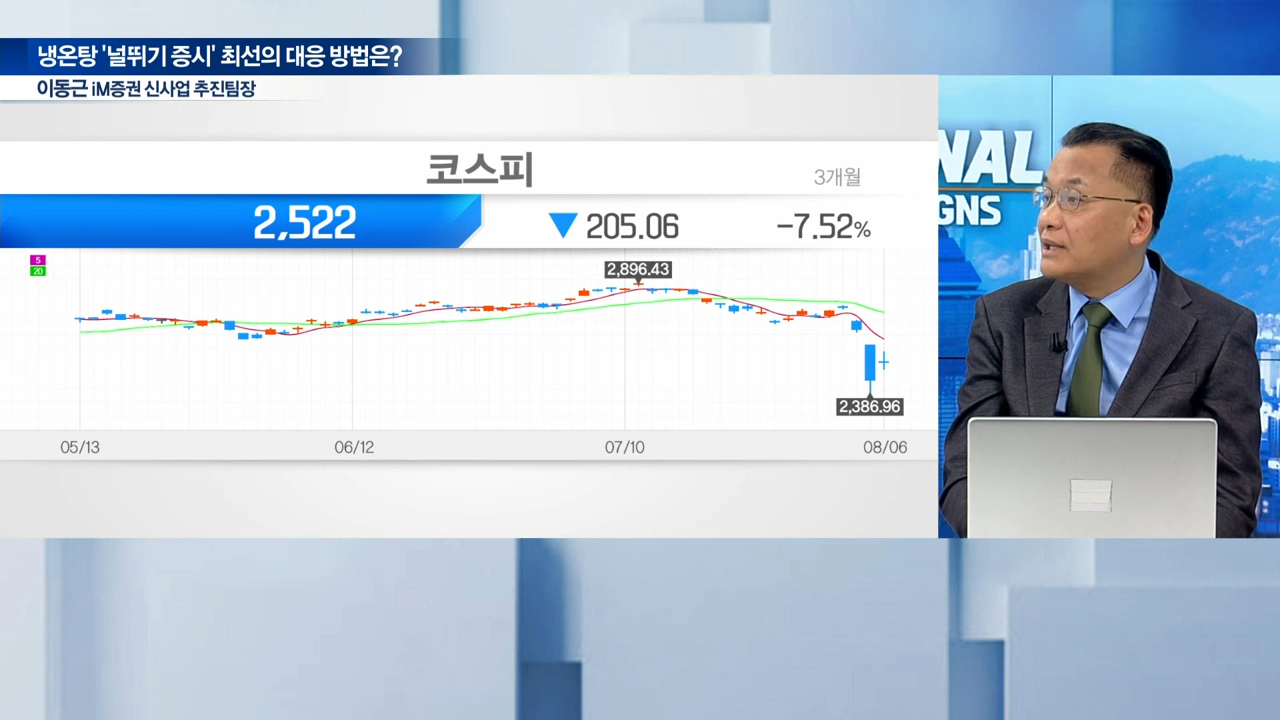 냉온탕 '널뛰기 증시' 최선의 대응 방법은?
이동근 iM증권 신사업 추진팀장
코스피
3개월
2,522 ▼ 205.06 -7.52%
5
20
2,896.43
2,386.96
05/13 06/12 07/10 08/06
NAL
GNS